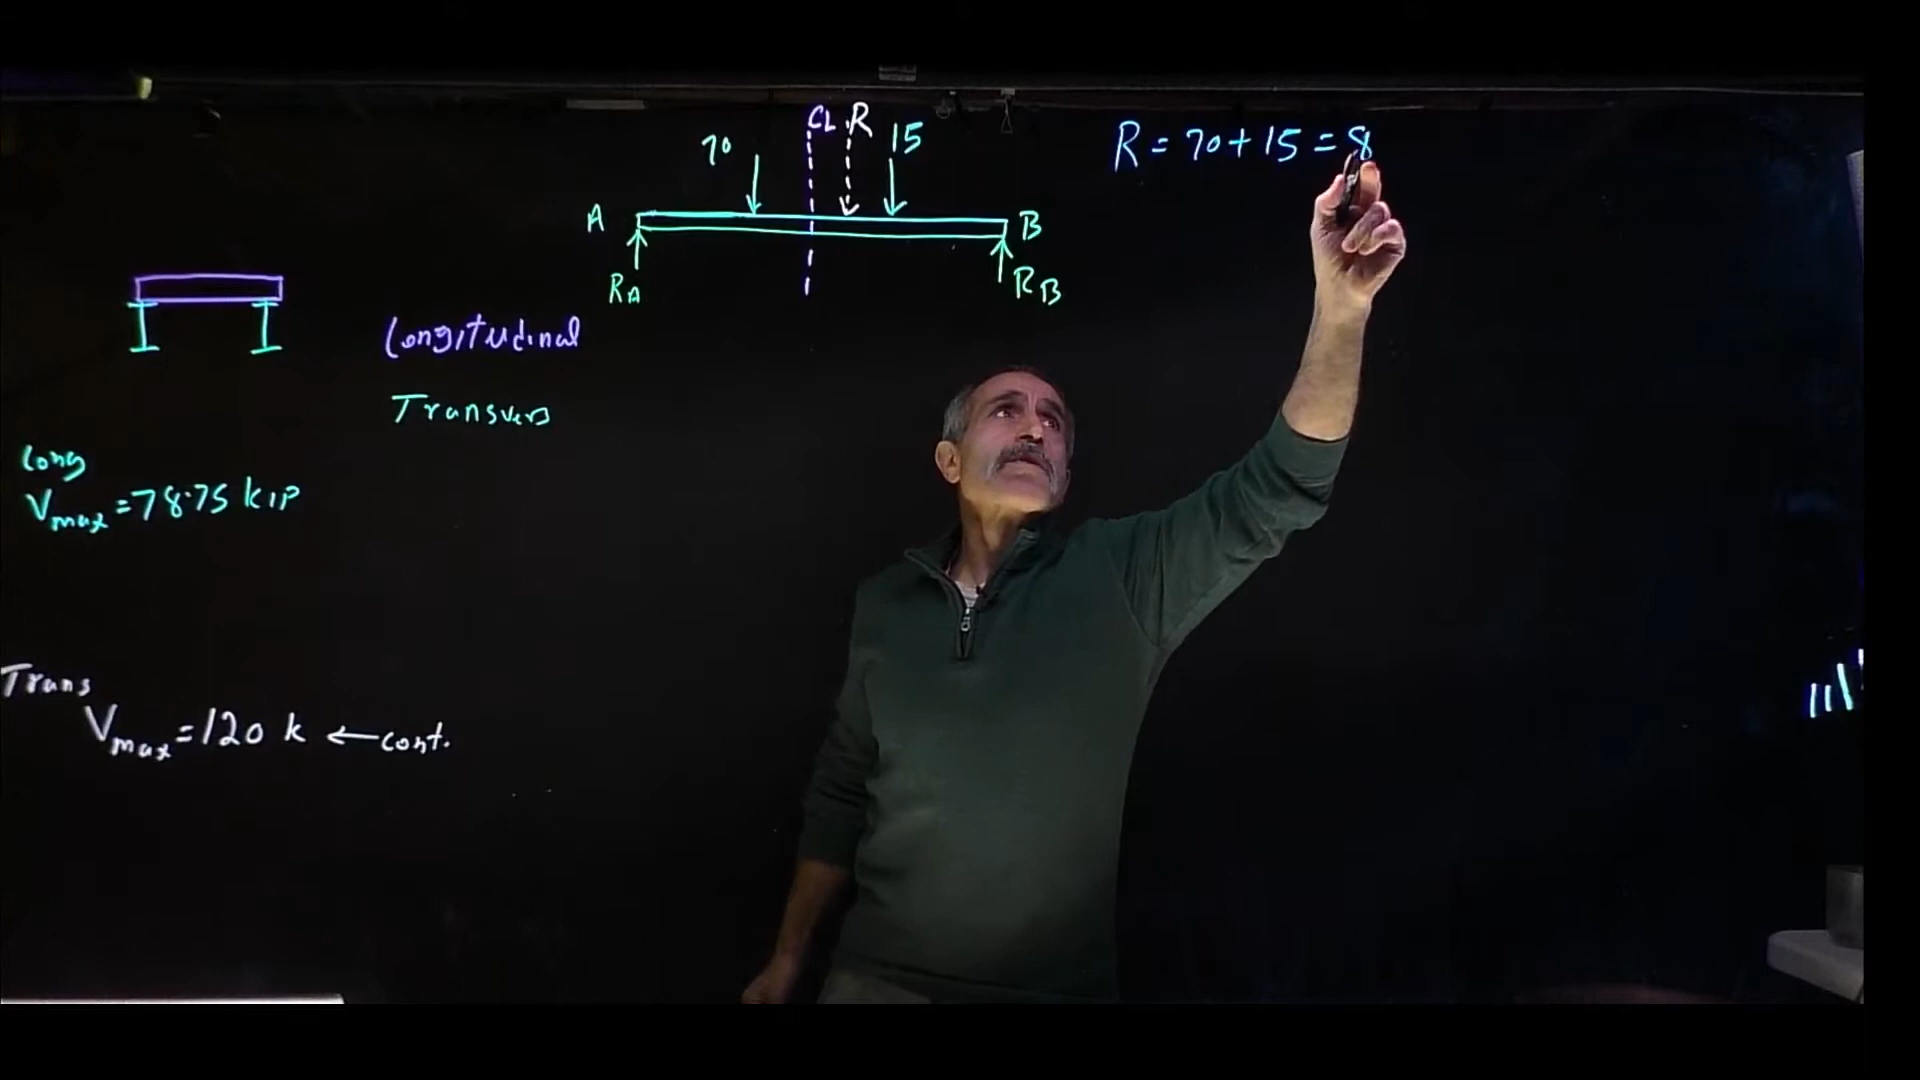 CL R
70 15
R = 70 + 15 = 8
A B
RA RB
Longitudinal
Transvers
Long
Vmax = 78.75 kip
Trans
Vmax = 120 k ← cont.